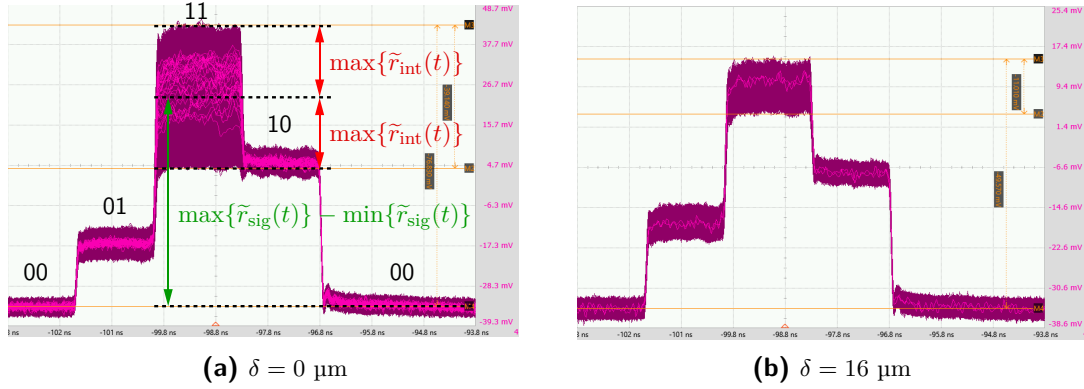 11
48.7 mV
37.7 mV
26.7 mV
15.7 mV
4.7 mV
-6.3 mV
-17.3 mV
-28.3 mV
-39.3 mV
4
max{r̃int(t)}
10
max{r̃int(t)}
01
max{r̃sig(t)} − min{r̃sig(t)}
00
00
3.8 ns -102 ns -101 ns -99.8 ns -98.8 ns -97.8 ns -96.8 ns -95.8 ns -94.8 ns -93.8 ns
(a) δ = 0 µm
17.4 mV
9.4 mV
1.4 mV
-6.6 mV
-14.6 mV
-22.6 mV
-30.6 mV
-38.6 mV
3.8 ns -102 ns -101 ns -99.8 ns -98.8 ns -97.8 ns -96.8 ns -95.8 ns -94.8 ns -93.8 ns
(b) δ = 16 µm